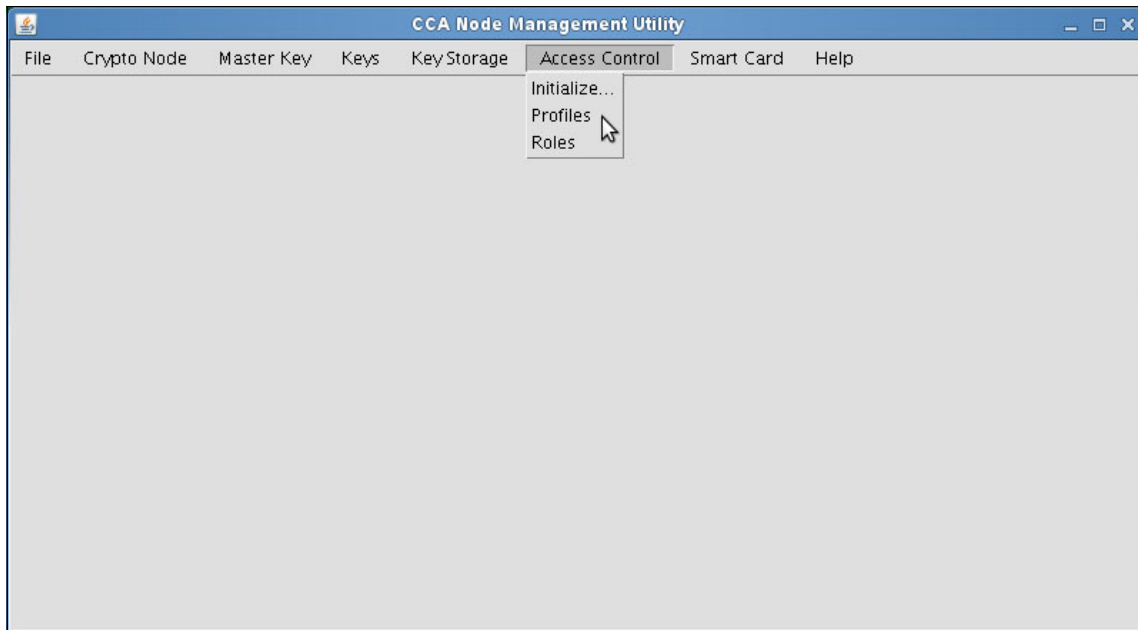 CCA Node Management Utility
File Crypto Node Master Key Keys Key Storage Access Control Smart Card Help
Initialize...
Profiles
Roles